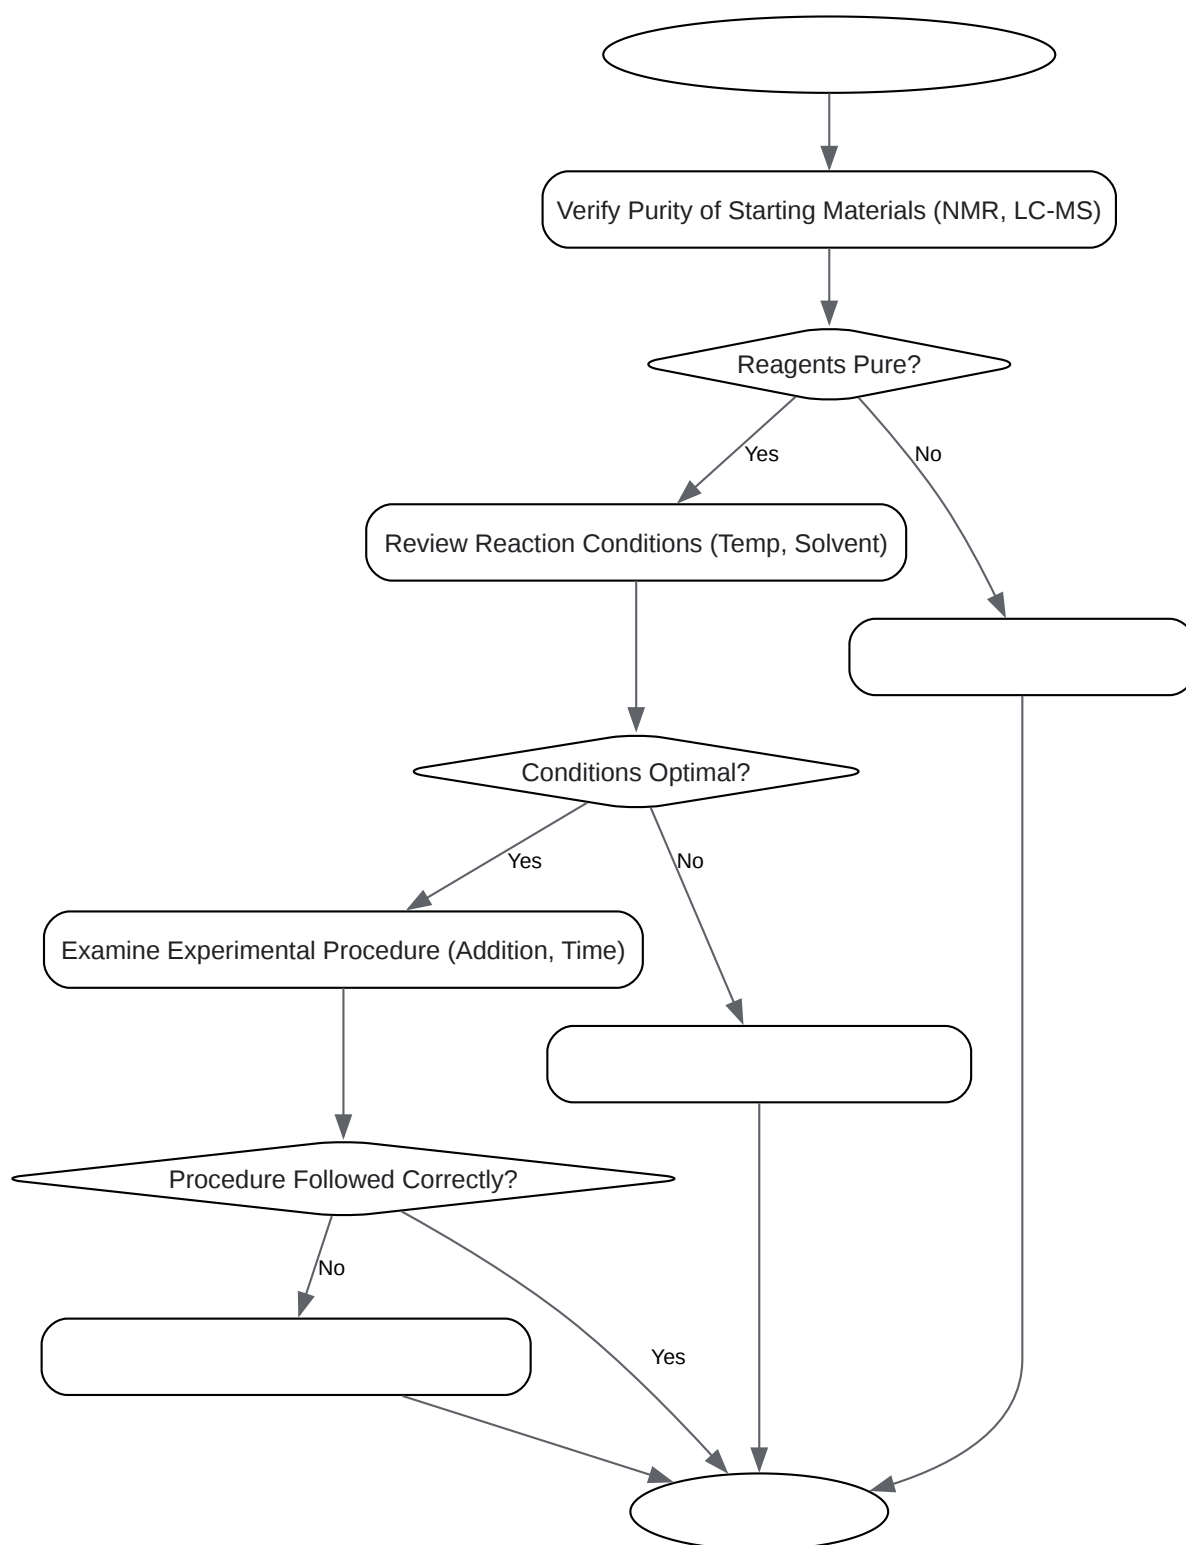 Verify Purity of Starting Materials (NMR, LC-MS)
Reagents Pure?
Yes
No
Review Reaction Conditions (Temp, Solvent)
Conditions Optimal?
Yes
No
Examine Experimental Procedure (Addition, Time)
Procedure Followed Correctly?
No
Yes